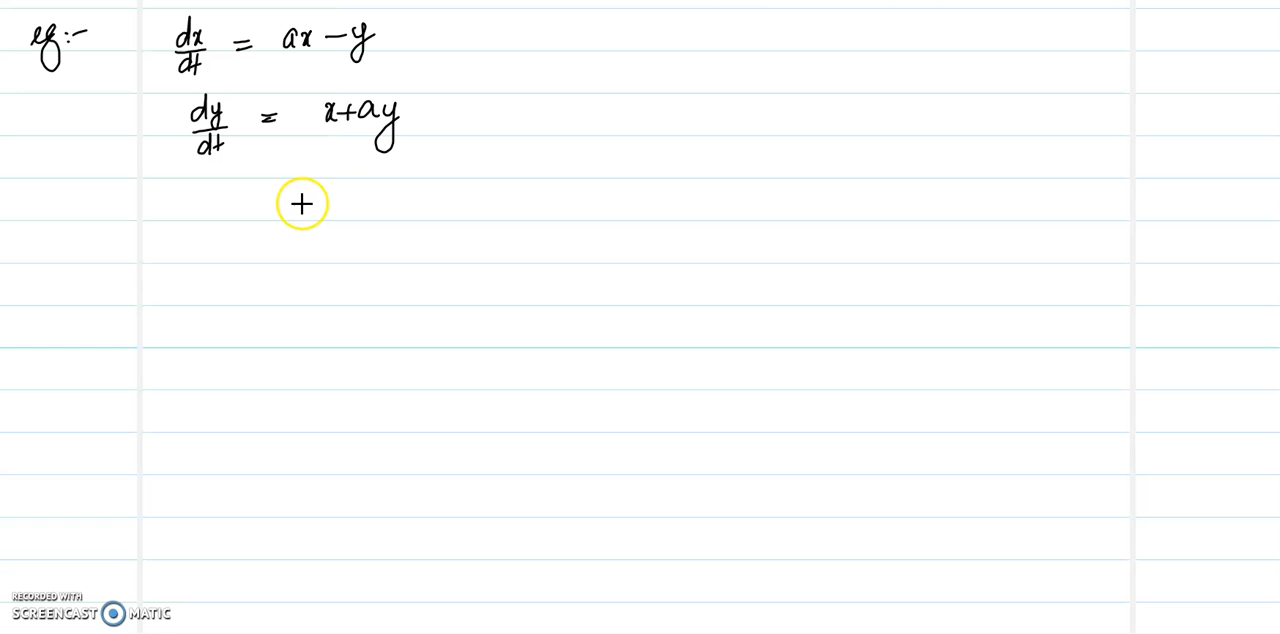 eg:- dx/dt = ax - y
dy/dt = x + ay
RECORDED WITH
SCREENCAST MATIC